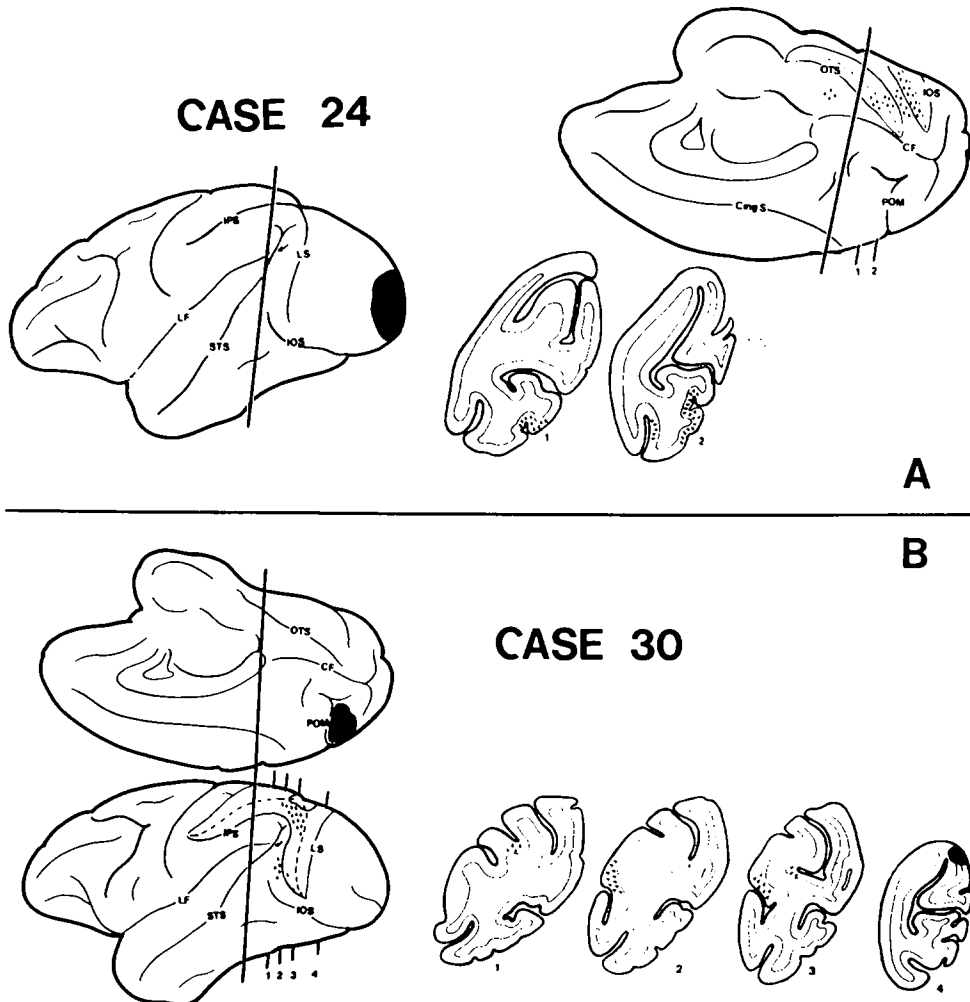 CASE 24
OTS
IOS
CF
POM
Cing S
1 2
IPS
LS
LF
STS
IOS
1
2
A
B
CASE 30
OTS
CF
POM
IPS
LS
LF
STS
IOS
1 2 3 4
1
2
3
4